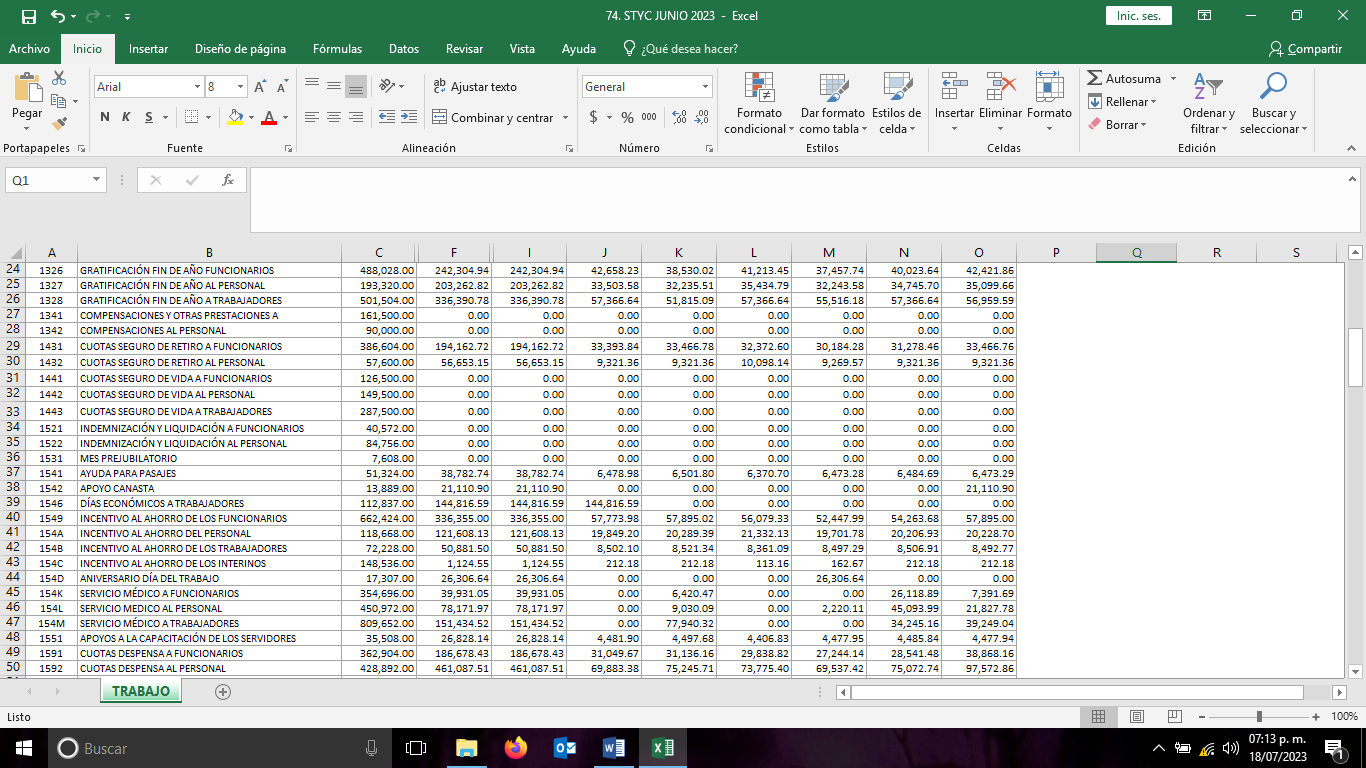 74. STYC JUNIO 2023 - Excel
Inic. ses.
Archivo Inicio Insertar Diseño de página Fórmulas Datos Revisar Vista Ayuda ¿Qué desea hacer? Compartir
Pegar
Arial 8
N K S
Ajustar texto
Combinar y centrar
General
$ % 000
Formato condicional
Dar formato como tabla
Estilos de celda
Insertar Eliminar Formato
Autosuma
Rellenar
Borrar
Ordenar y filtrar
Buscar y seleccionar
Portapapeles Fuente Alineación Número Estilos Celdas Edición
Q1 fx
A B C F I J K L M N O P Q R S
24 1326 GRATIFICACIÓN FIN DE AÑO FUNCIONARIOS 488,028.00 242,304.94 242,304.94 42,658.23 38,530.02 41,213.45 37,457.74 40,023.64 42,421.86
25 1327 GRATIFICACIÓN FIN DE AÑO AL PERSONAL 193,320.00 203,262.82 203,262.82 33,503.58 32,235.51 35,434.79 32,243.58 34,745.70 35,099.66
26 1328 GRATIFICACIÓN FIN DE AÑO A TRABAJADORES 501,504.00 336,390.78 336,390.78 57,366.64 51,815.09 57,366.64 55,516.18 57,366.64 56,959.59
27 1341 COMPENSACIONES Y OTRAS PRESTACIONES A 161,500.00 0.00 0.00 0.00 0.00 0.00 0.00 0.00 0.00
28 1342 COMPENSACIONES AL PERSONAL 90,000.00 0.00 0.00 0.00 0.00 0.00 0.00 0.00 0.00
29 1431 CUOTAS SEGURO DE RETIRO A FUNCIONARIOS 386,604.00 194,162.72 194,162.72 33,393.84 33,466.78 32,372.60 30,184.28 31,278.46 33,466.76
30 1432 CUOTAS SEGURO DE RETIRO AL PERSONAL 57,600.00 56,653.15 56,653.15 9,321.36 9,321.36 10,098.14 9,269.57 9,321.36 9,321.36
31 1441 CUOTAS SEGURO DE VIDA A FUNCIONARIOS 126,500.00 0.00 0.00 0.00 0.00 0.00 0.00 0.00 0.00
32 1442 CUOTAS SEGURO DE VIDA AL PERSONAL 149,500.00 0.00 0.00 0.00 0.00 0.00 0.00 0.00 0.00
33 1443 CUOTAS SEGURO DE VIDA A TRABAJADORES 287,500.00 0.00 0.00 0.00 0.00 0.00 0.00 0.00 0.00
34 1521 INDEMNIZACIÓN Y LIQUIDACIÓN A FUNCIONARIOS 40,572.00 0.00 0.00 0.00 0.00 0.00 0.00 0.00 0.00
35 1522 INDEMNIZACIÓN Y LIQUIDACIÓN AL PERSONAL 84,756.00 0.00 0.00 0.00 0.00 0.00 0.00 0.00 0.00
36 1531 MES PREJUBILATORIO 7,608.00 0.00 0.00 0.00 0.00 0.00 0.00 0.00 0.00
37 1541 AYUDA PARA PASAJES 51,324.00 38,782.74 38,782.74 6,478.98 6,501.80 6,370.70 6,473.28 6,484.69 6,473.29
38 1542 APOYO CANASTA 13,889.00 21,110.90 21,110.90 0.00 0.00 0.00 0.00 0.00 21,110.90
39 1546 DÍAS ECONÓMICOS A TRABAJADORES 112,837.00 144,816.59 144,816.59 144,816.59 0.00 0.00 0.00 0.00 0.00
40 1549 INCENTIVO AL AHORRO DE LOS FUNCIONARIOS 662,424.00 336,355.00 336,355.00 57,773.98 57,895.02 56,079.33 52,447.99 54,263.68 57,895.00
41 154A INCENTIVO AL AHORRO DEL PERSONAL 118,668.00 121,608.13 121,608.13 19,849.20 20,289.39 21,332.13 19,701.78 20,206.93 20,228.70
42 154B INCENTIVO AL AHORRO DE LOS TRABAJADORES 72,228.00 50,881.50 50,881.50 8,502.10 8,521.34 8,361.09 8,497.29 8,506.91 8,492.77
43 154C INCENTIVO AL AHORRO DE LOS INTERINOS 148,536.00 1,124.55 1,124.55 212.18 212.18 113.16 162.67 212.18 212.18
44 154D ANIVERSARIO DÍA DEL TRABAJO 17,307.00 26,306.64 26,306.64 0.00 0.00 0.00 26,306.64 0.00 0.00
45 154K SERVICIO MÉDICO A FUNCIONARIOS 354,696.00 39,931.05 39,931.05 0.00 6,420.47 0.00 0.00 26,118.89 7,391.69
46 154L SERVICIO MEDICO AL PERSONAL 450,972.00 78,171.97 78,171.97 0.00 9,030.09 0.00 2,220.11 45,093.99 21,827.78
47 154M SERVICIO MÉDICO A TRABAJADORES 809,652.00 151,434.52 151,434.52 0.00 77,940.32 0.00 0.00 34,245.16 39,249.04
48 1551 APOYOS A LA CAPACITACIÓN DE LOS SERVIDORES 35,508.00 26,828.14 26,828.14 4,481.90 4,497.68 4,406.83 4,477.95 4,485.84 4,477.94
49 1591 CUOTAS DESPENSA A FUNCIONARIOS 362,904.00 186,678.43 186,678.43 31,049.67 31,136.16 29,838.82 27,244.14 28,541.48 38,868.16
50 1592 CUOTAS DESPENSA AL PERSONAL 428,892.00 461,087.51 461,087.51 69,883.38 75,245.71 73,775.40 69,537.42 75,072.74 97,572.86
TRABAJO
Listo 100%
Buscar
07:13 p. m.
18/07/2023
1